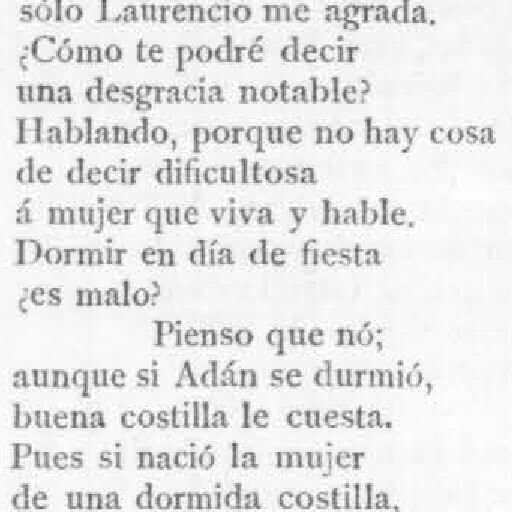 sólo Laurencio me agrada.
¿Cómo te podré decir
una desgracia notable?
Hablando, porque no hay cosa
de decir dificultosa
á mujer que viva y hable.
Dormir en día de fiesta
¿es malo?
Pienso que nó;
aunque si Adán se durmió,
buena costilla le cuesta.
Pues si nació la mujer
de una dormida costilla,